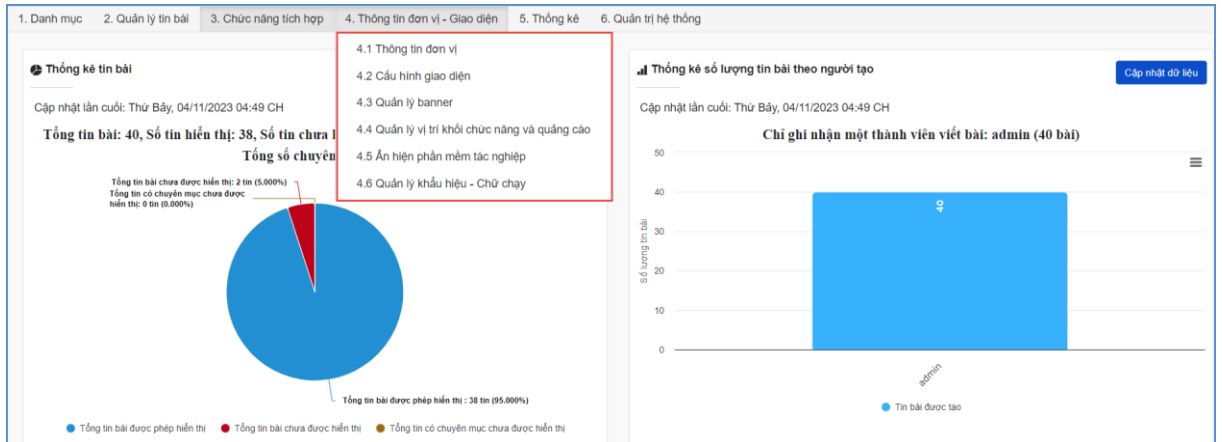 1. Danh mục 2. Quản lý tin bài 3. Chức năng tích hợp 4. Thông tin đơn vị - Giao diện 5. Thống kê 6. Quản trị hệ thống
4.1 Thông tin đơn vị
4.2 Cấu hình giao diện
4.3 Quản lý banner
4.4 Quản lý vị trí khối chức năng và quảng cáo
4.5 Ẩn hiện phần mềm tác nghiệp
4.6 Quản lý khẩu hiệu - Chữ chạy
Thống kê tin bài
Cập nhật lần cuối: Thứ Bảy, 04/11/2023 04:49 CH
Tổng tin bài: 40, Số tin hiển thị: 38, Số tin chưa
Tổng số chuyên
Tổng tin bài chưa được hiển thị: 2 tin (5.000%)
Tổng tin có chuyên mục chưa được
hiển thị: 0 tin (0.000%)
Tổng tin bài được phép hiển thị : 38 tin (95.000%)
Tổng tin bài được phép hiển thị Tổng tin bài chưa được hiển thị Tổng tin có chuyên mục chưa được hiển thị
Thống kê số lượng tin bài theo người tạo
Cập nhật dữ liệu
Cập nhật lần cuối: Thứ Bảy, 04/11/2023 04:49 CH
Chỉ ghi nhận một thành viên viết bài: admin (40 bài)
Số lượng tin bài
50
40
30
20
10
0
40
admin
Tin bài được tạo